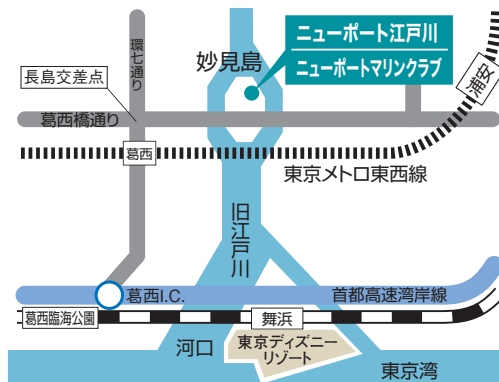 ニューポート江戸川
ニューポートマリンクラブ
環七通り
妙見島
浦安
長島交差点
葛西橋通り
葛西
東京メトロ東西線
旧江戸川
葛西I.C.
首都高速湾岸線
葛西臨海公園
舞浜
河口
東京ディズニー
リゾート
東京湾